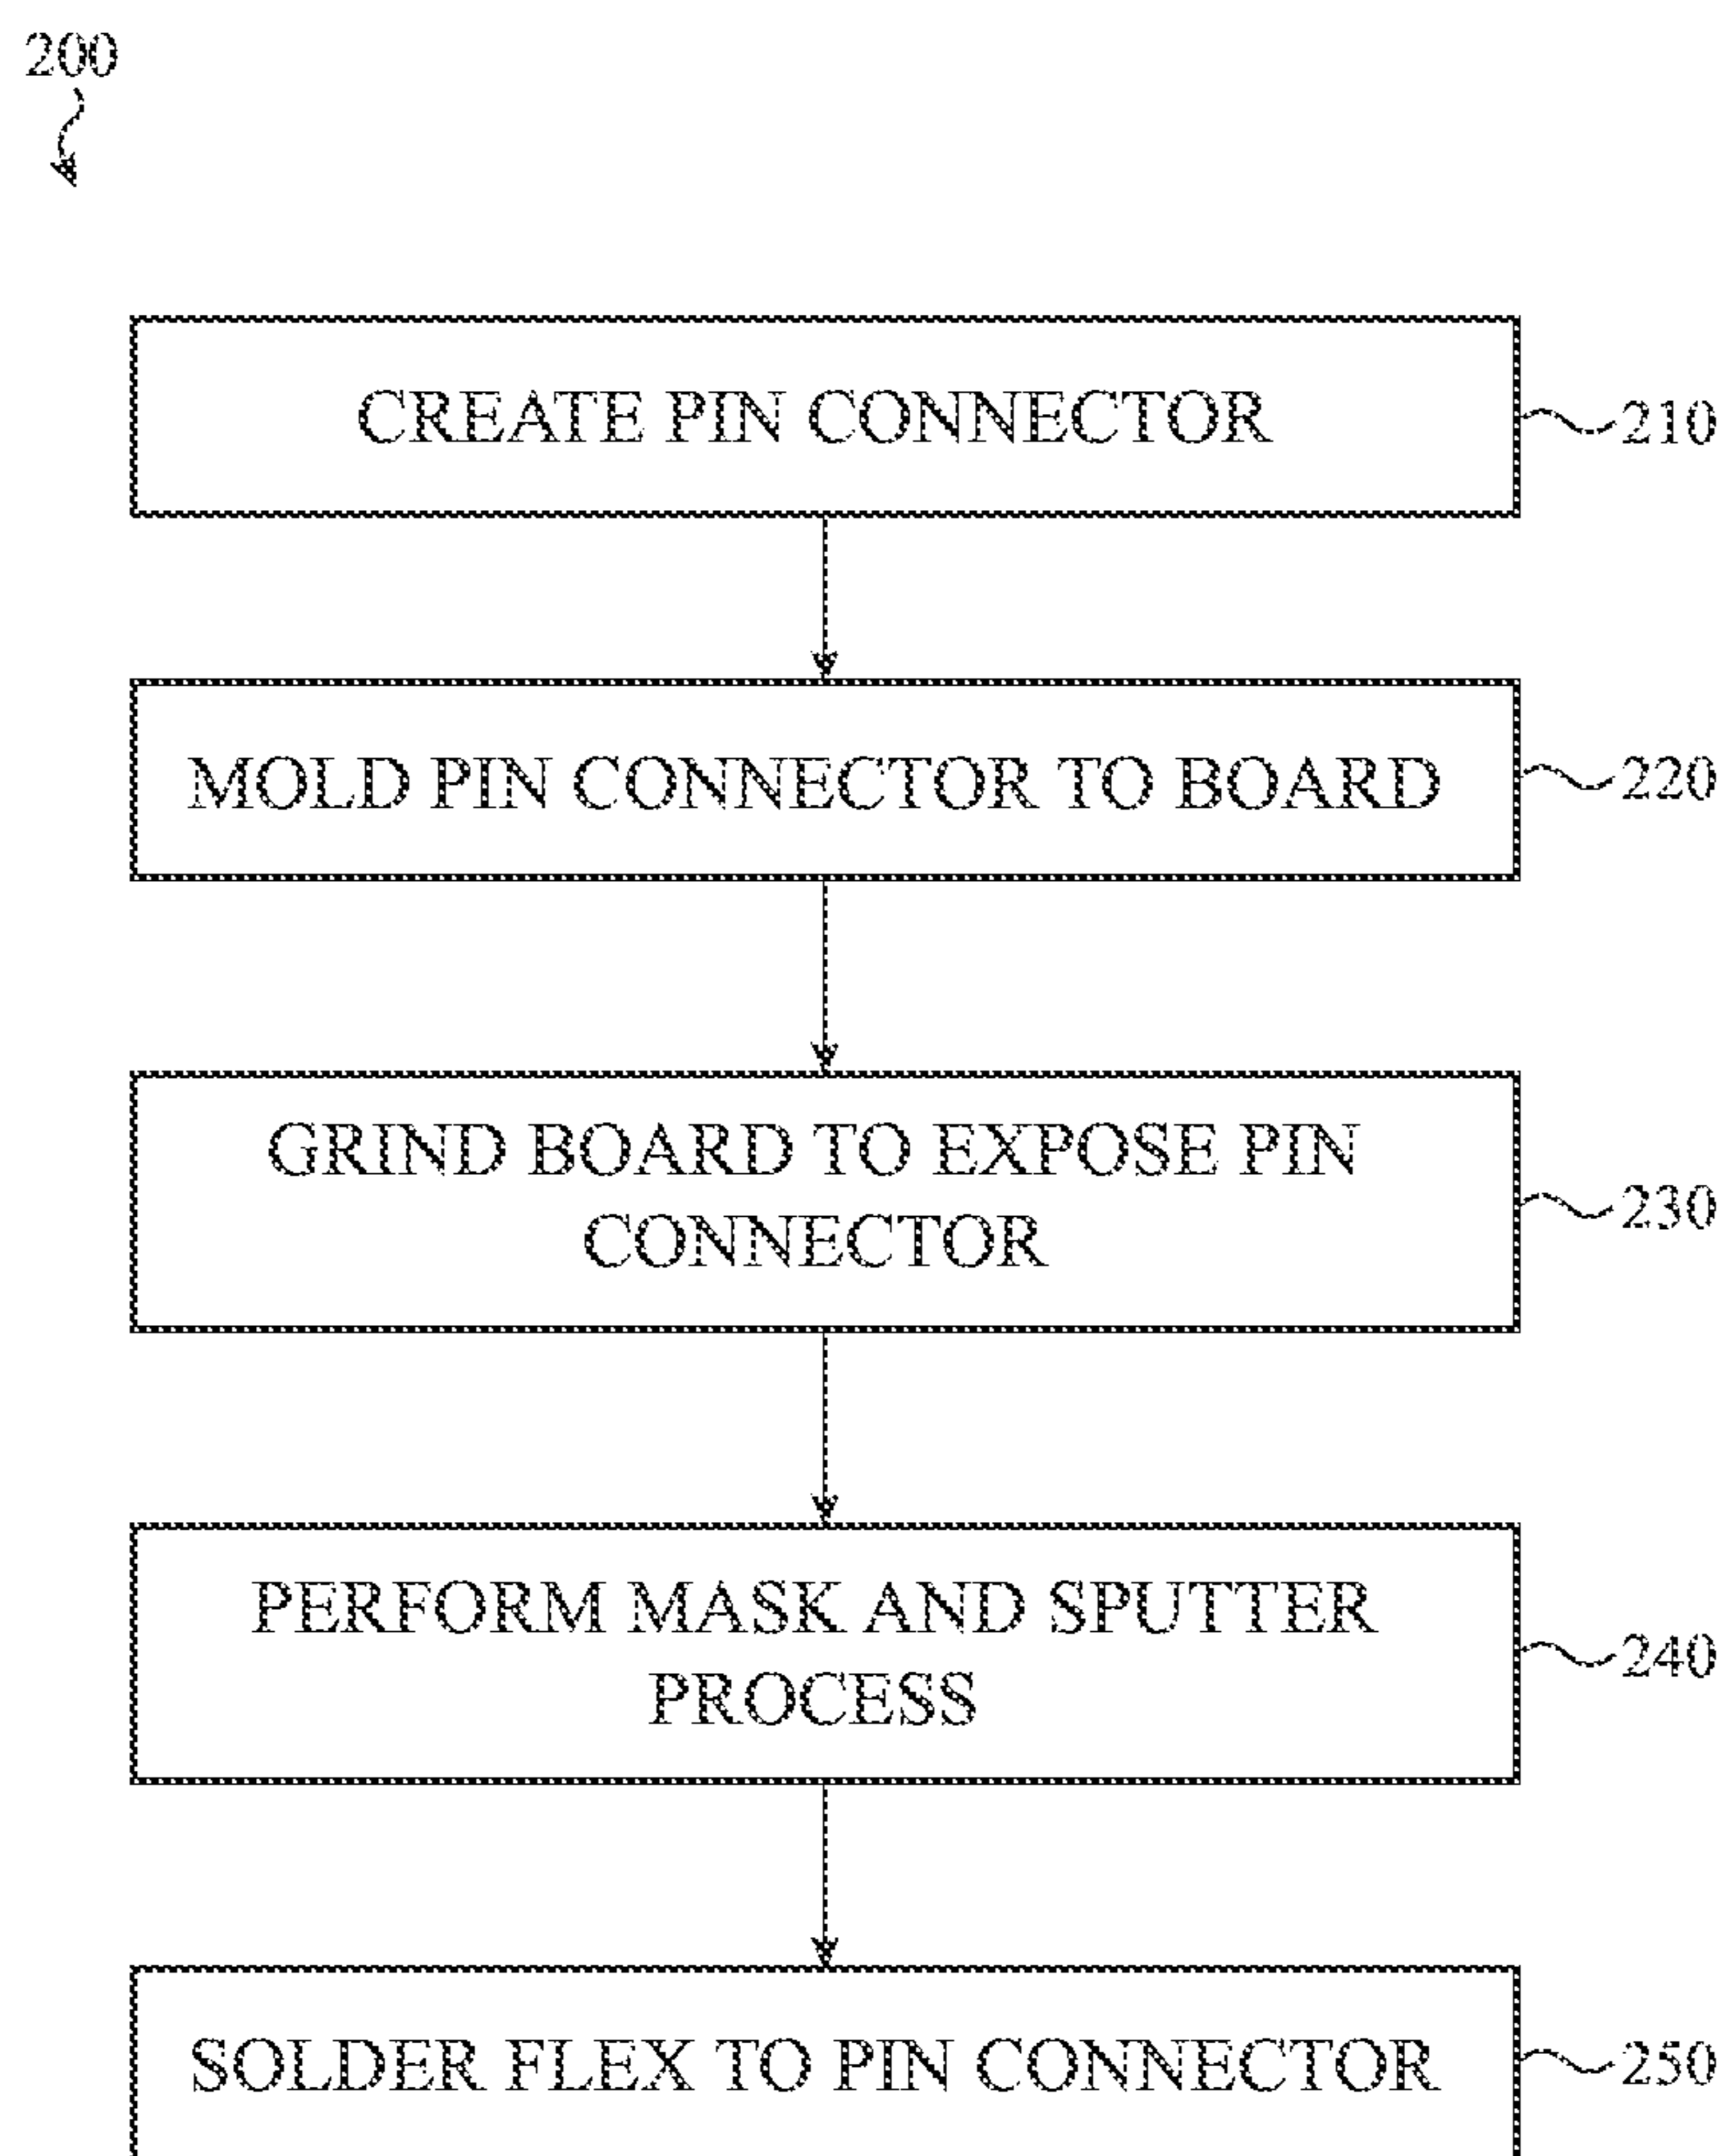 200
CREATE PIN CONNECTOR
210
MOLD PIN CONNECTOR TO BOARD
220
GRIND BOARD TO EXPOSE PIN
CONNECTOR
230
PERFORM MASK AND SPUTTER
PROCESS
240
SOLDER FLEX TO PIN CONNECTOR
250